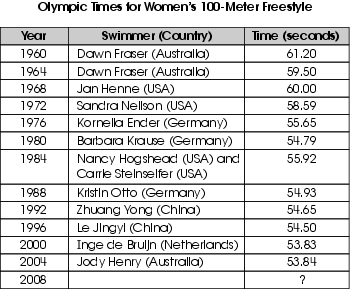 Olympic Times for Women's 100-Meter Freestyle
Year Swimmer (Country) Time (seconds)
1960 Dawn Fraser (Australia) 61.20
1964 Dawn Fraser (Australia) 59.50
1968 Jan Henne (USA) 60.00
1972 Sandra Neilson (USA) 58.59
1976 Kornelia Ender (Germany) 55.65
1980 Barbara Krause (Germany) 54.79
1984 Nancy Hogshead (USA) and 55.92
Carrie Steinseifer (USA)
1988 Kristin Otto (Germany) 54.93
1992 Zhuang Yong (China) 54.65
1996 Le Jingyi (China) 54.50
2000 Inge de Bruijn (Netherlands) 53.83
2004 Jody Henry (Australia) 53.84
2008 ?